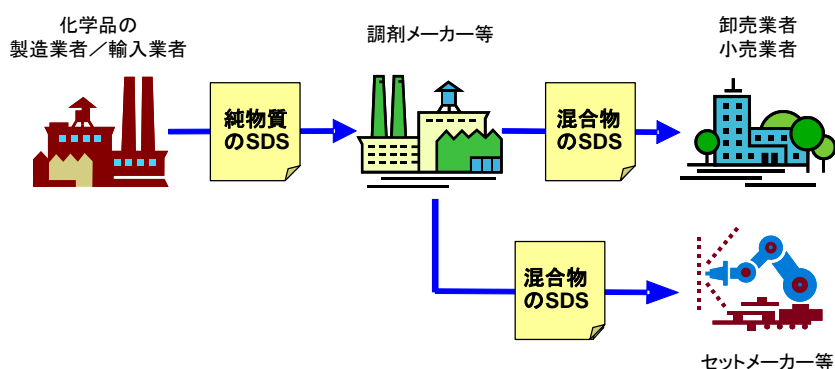 化学品の
製造業者／輸入業者
純物質
のSDS
調剤メーカー等
混合物
のSDS
卸売業者
小売業者
混合物
のSDS
セットメーカー等